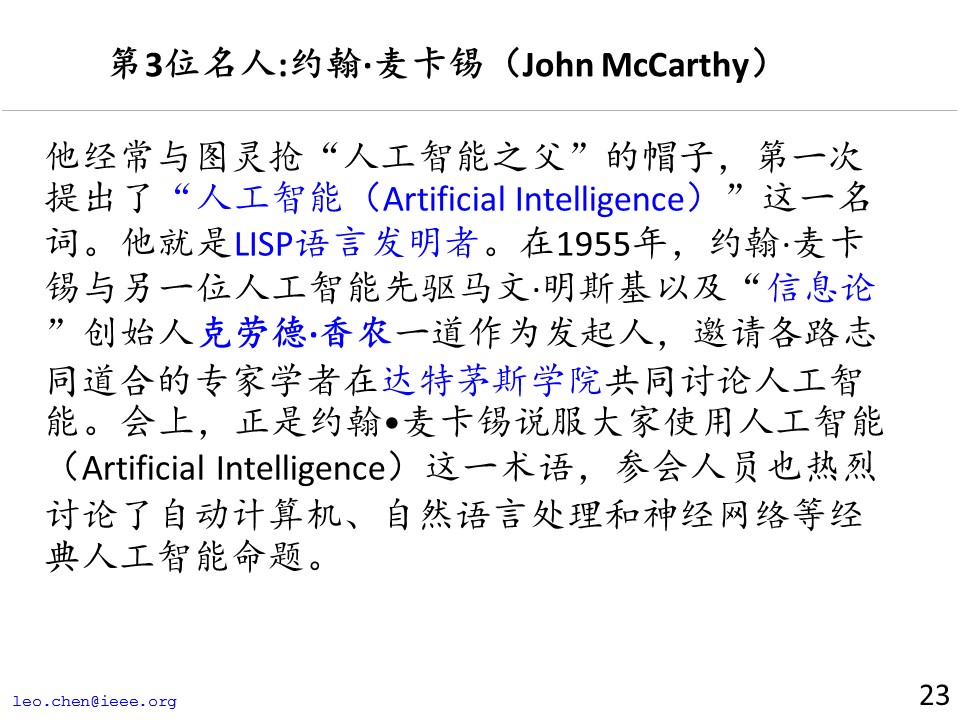 第3位名人:约翰·麦卡锡（John McCarthy）
他经常与图灵抢“人工智能之父”的帽子，第一次
提出了“人工智能（Artificial Intelligence）”这一名
词。他就是LISP语言发明者。在1955年，约翰·麦卡
锡与另一位人工智能先驱马文·明斯基以及“信息论
”创始人克劳德·香农一道作为发起人，邀请各路志
同道合的专家学者在达特茅斯学院共同讨论人工智
能。会上，正是约翰•麦卡锡说服大家使用人工智能
（Artificial Intelligence）这一术语，参会人员也热烈
讨论了自动计算机、自然语言处理和神经网络等经
典人工智能命题。
leo.chen@ieee.org
23